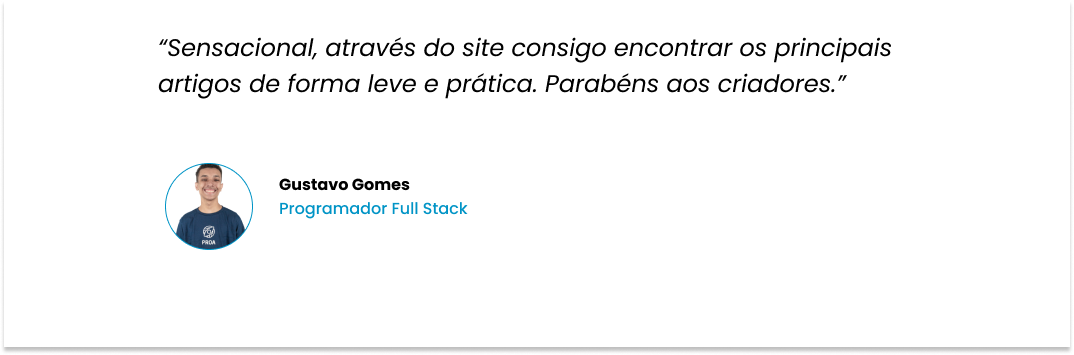 “Sensacional, através do site consigo encontrar os principais
artigos de forma leve e prática. Parabéns aos criadores.”
Gustavo Gomes
Programador Full Stack
PROA